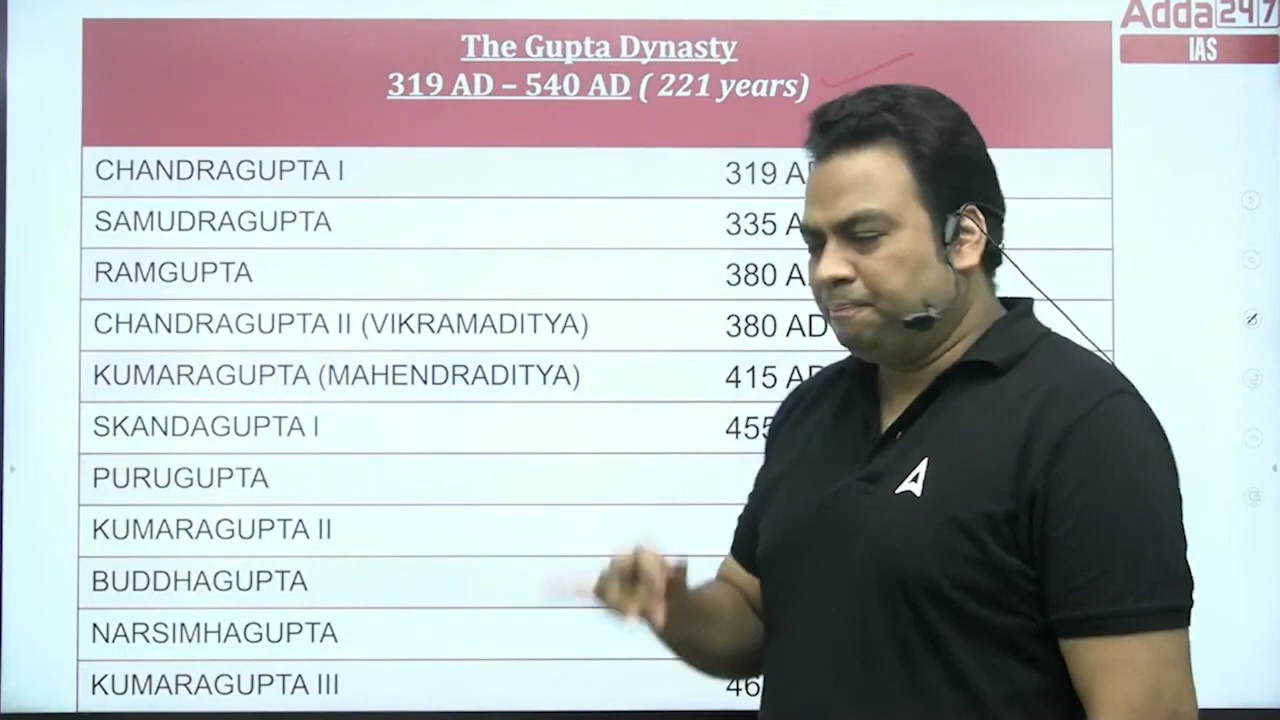 Adda247
IAS
The Gupta Dynasty
319 AD – 540 AD ( 221 years)
CHANDRAGUPTA I 319
SAMUDRAGUPTA 335
RAMGUPTA 380
CHANDRAGUPTA II (VIKRAMADITYA) 380 AD
KUMARAGUPTA (MAHENDRADITYA) 415 AD
SKANDAGUPTA I 455
PURUGUPTA
KUMARAGUPTA II
BUDDHAGUPTA
NARSIMHAGUPTA
KUMARAGUPTA III